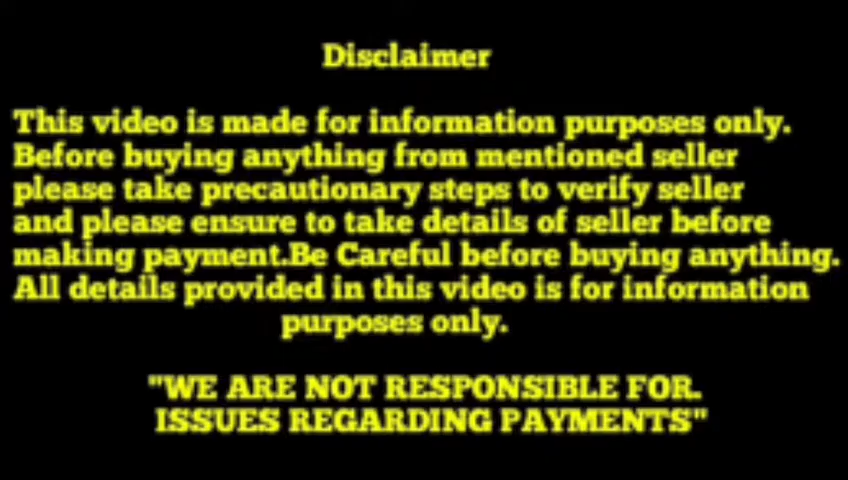 Disclaimer
This video is made for information purposes only.
Before buying anything from mentioned seller
please take precautionary steps to verify seller
and please ensure to take details of seller before
making payment.Be Careful before buying anything.
All details provided in this video is for information
purposes only.
"WE ARE NOT RESPONSIBLE FOR.
ISSUES REGARDING PAYMENTS"